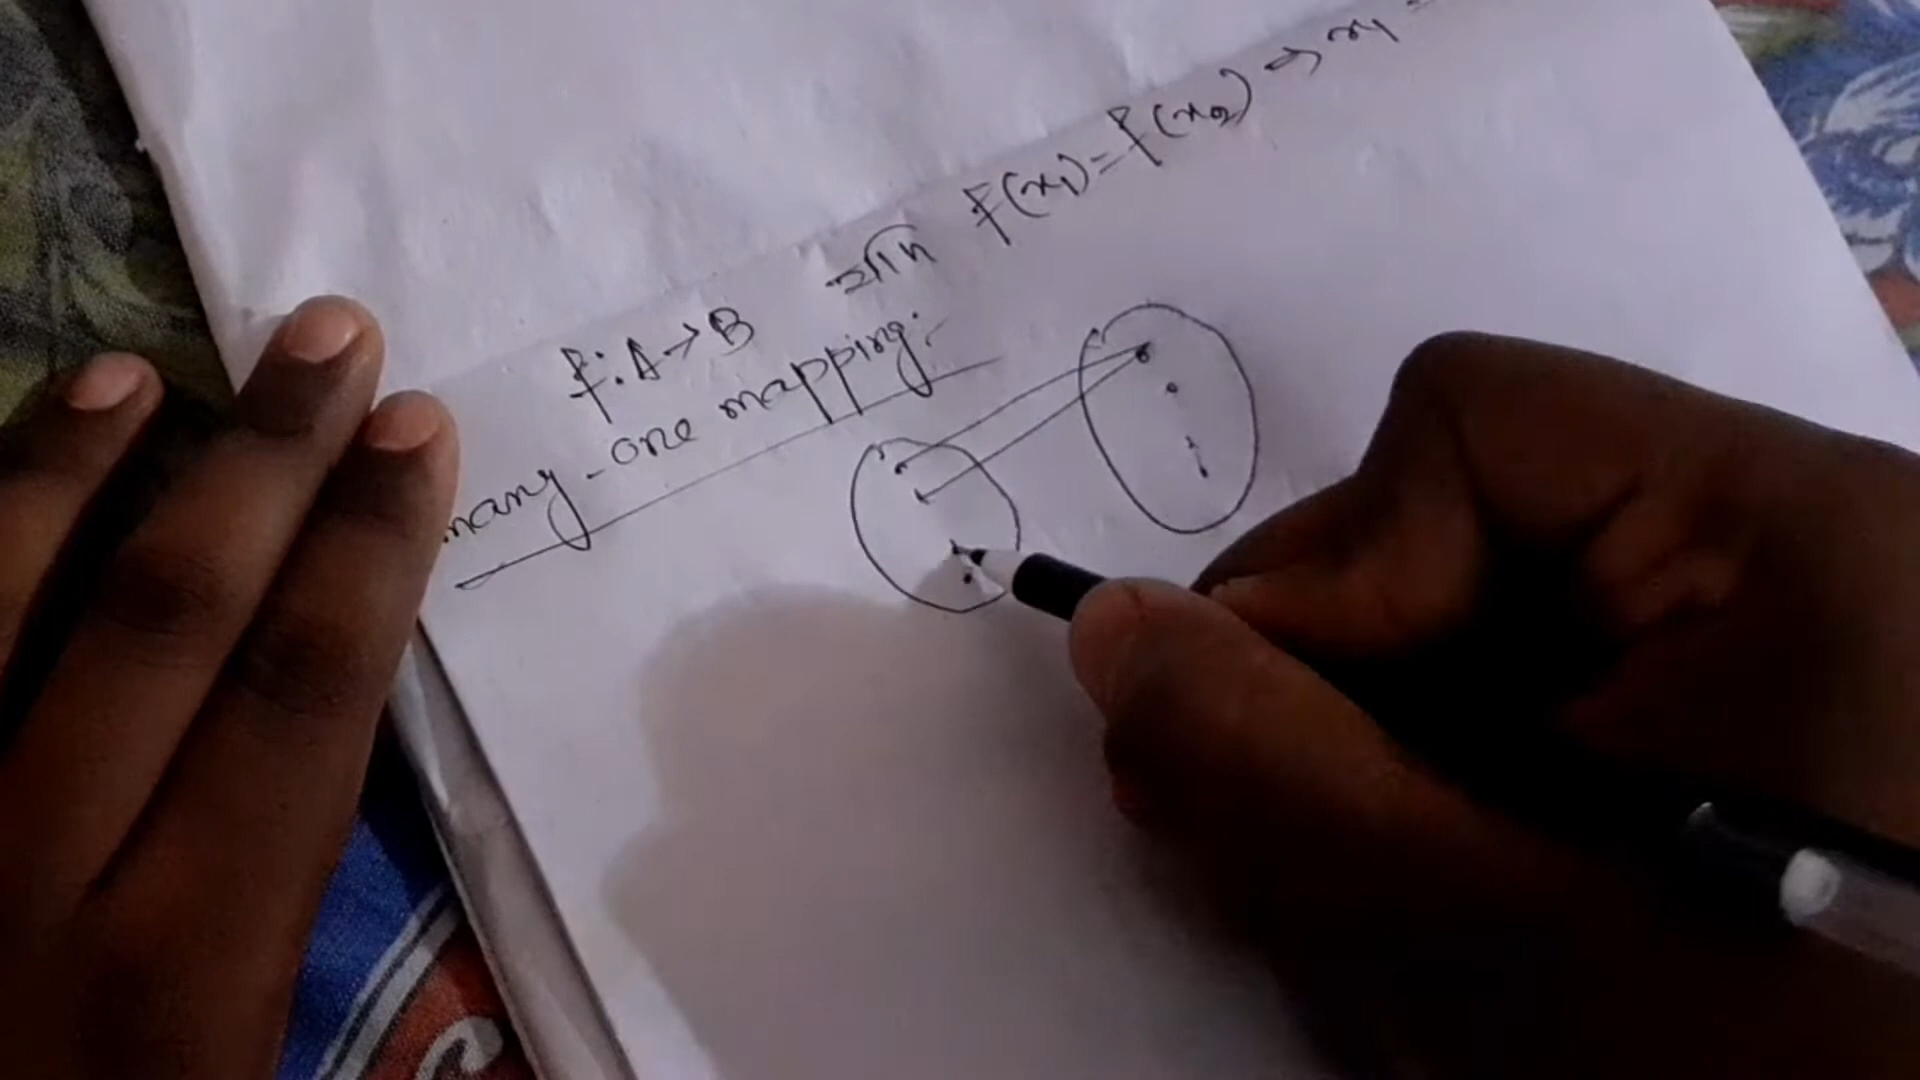 f: A → B যদি f(x₁) = f(x₂) ⇒ x₁ =
many-one mapping: